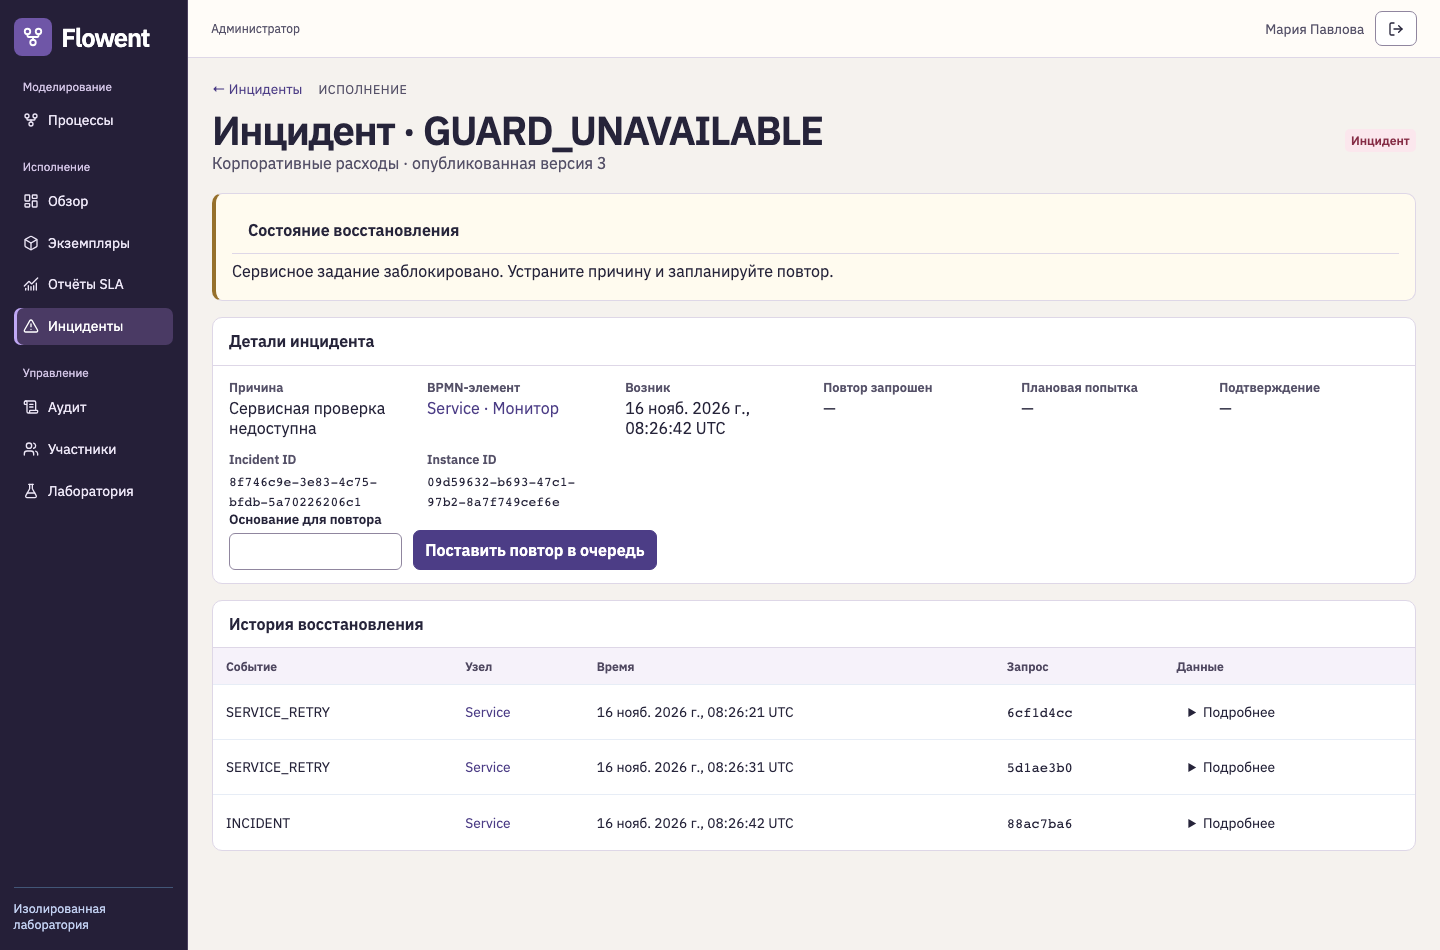 Flowent
Моделирование
Процессы
Исполнение
Обзор
Экземпляры
Отчёты SLA
Инциденты
Управление
Аудит
Участники
Лаборатория
Изолированная
лаборатория
Администратор
Мария Павлова
← Инциденты ИСПОЛНЕНИЕ
Инцидент · GUARD_UNAVAILABLE
Инцидент
Корпоративные расходы · опубликованная версия 3
Состояние восстановления
Сервисное задание заблокировано. Устраните причину и запланируйте повтор.
Детали инцидента
Причина
Сервисная проверка
недоступна
BPMN-элемент
Service · Монитор
Возник
16 нояб. 2026 г.,
08:26:42 UTC
Повтор запрошен
—
Плановая попытка
—
Подтверждение
—
Incident ID
8f746c9e-3e83-4c75-
bfdb-5a70226206c1
Instance ID
09d59632-b693-47c1-
97b2-8a7f749cef6e
Основание для повтора
Поставить повтор в очередь
История восстановления
Событие Узел Время Запрос Данные
SERVICE_RETRY Service 16 нояб. 2026 г., 08:26:21 UTC 6cf1d4cc ▶ Подробнее
SERVICE_RETRY Service 16 нояб. 2026 г., 08:26:31 UTC 5d1ae3b0 ▶ Подробнее
INCIDENT Service 16 нояб. 2026 г., 08:26:42 UTC 88ac7ba6 ▶ Подробнее